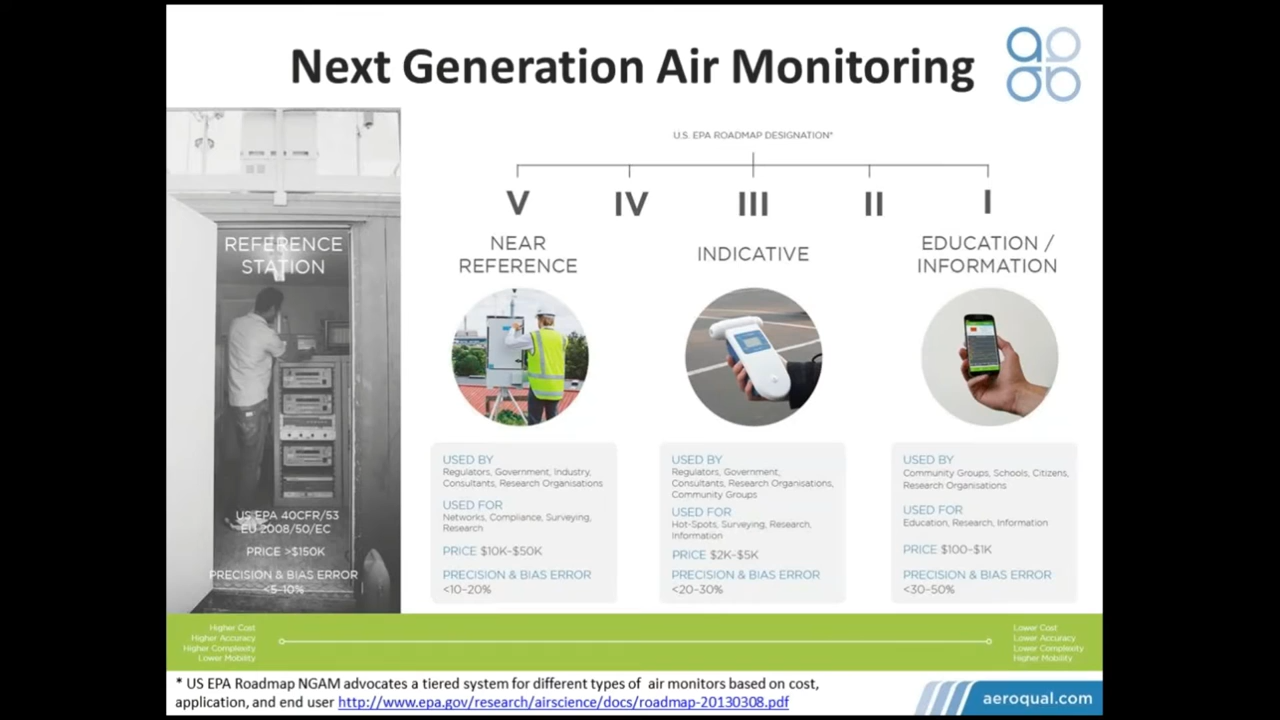 Next Generation Air Monitoring
U.S. EPA ROADMAP DESIGNATION*
V IV III II I
REFERENCE
STATION
US EPA 40CFR/53
EU 2008/50/EC
PRICE >$150K
PRECISION & BIAS ERROR
<5-10%
NEAR
REFERENCE
USED BY
Regulators, Government, Industry,
Consultants, Research Organisations
USED FOR
Networks, Compliance, Surveying,
Research
PRICE $10K-$50K
PRECISION & BIAS ERROR
<10-20%
INDICATIVE
USED BY
Regulators, Government,
Consultants, Research Organisations,
Community Groups
USED FOR
Hot-Spots, Surveying, Research,
Information
PRICE $2K-$5K
PRECISION & BIAS ERROR
<20-30%
EDUCATION /
INFORMATION
USED BY
Community Groups, Schools, Citizens,
Research Organisations
USED FOR
Education, Research, Information
PRICE $100-$1K
PRECISION & BIAS ERROR
<30-50%
Higher Cost
Higher Accuracy
Higher Complexity
Lower Mobility
Lower Cost
Lower Accuracy
Lower Complexity
Higher Mobility
* US EPA Roadmap NGAM advocates a tiered system for different types of air monitors based on cost,
application, and end user http://www.epa.gov/research/airscience/docs/roadmap-20130308.pdf
aeroqual.com